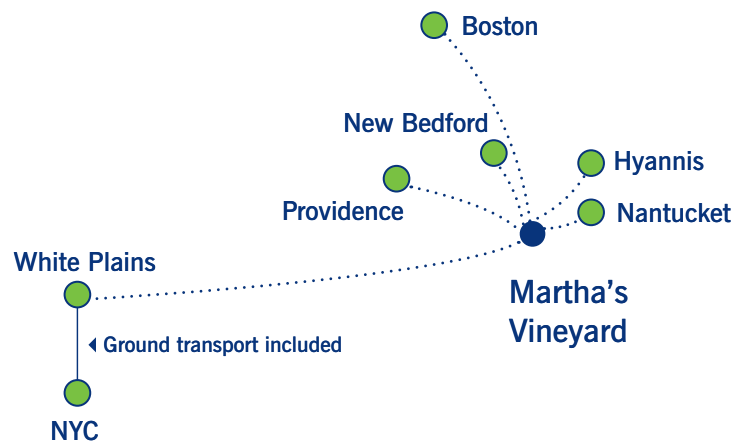 Boston
New Bedford
Hyannis
Providence
Nantucket
White Plains
Martha's
Vineyard
Ground transport included
NYC